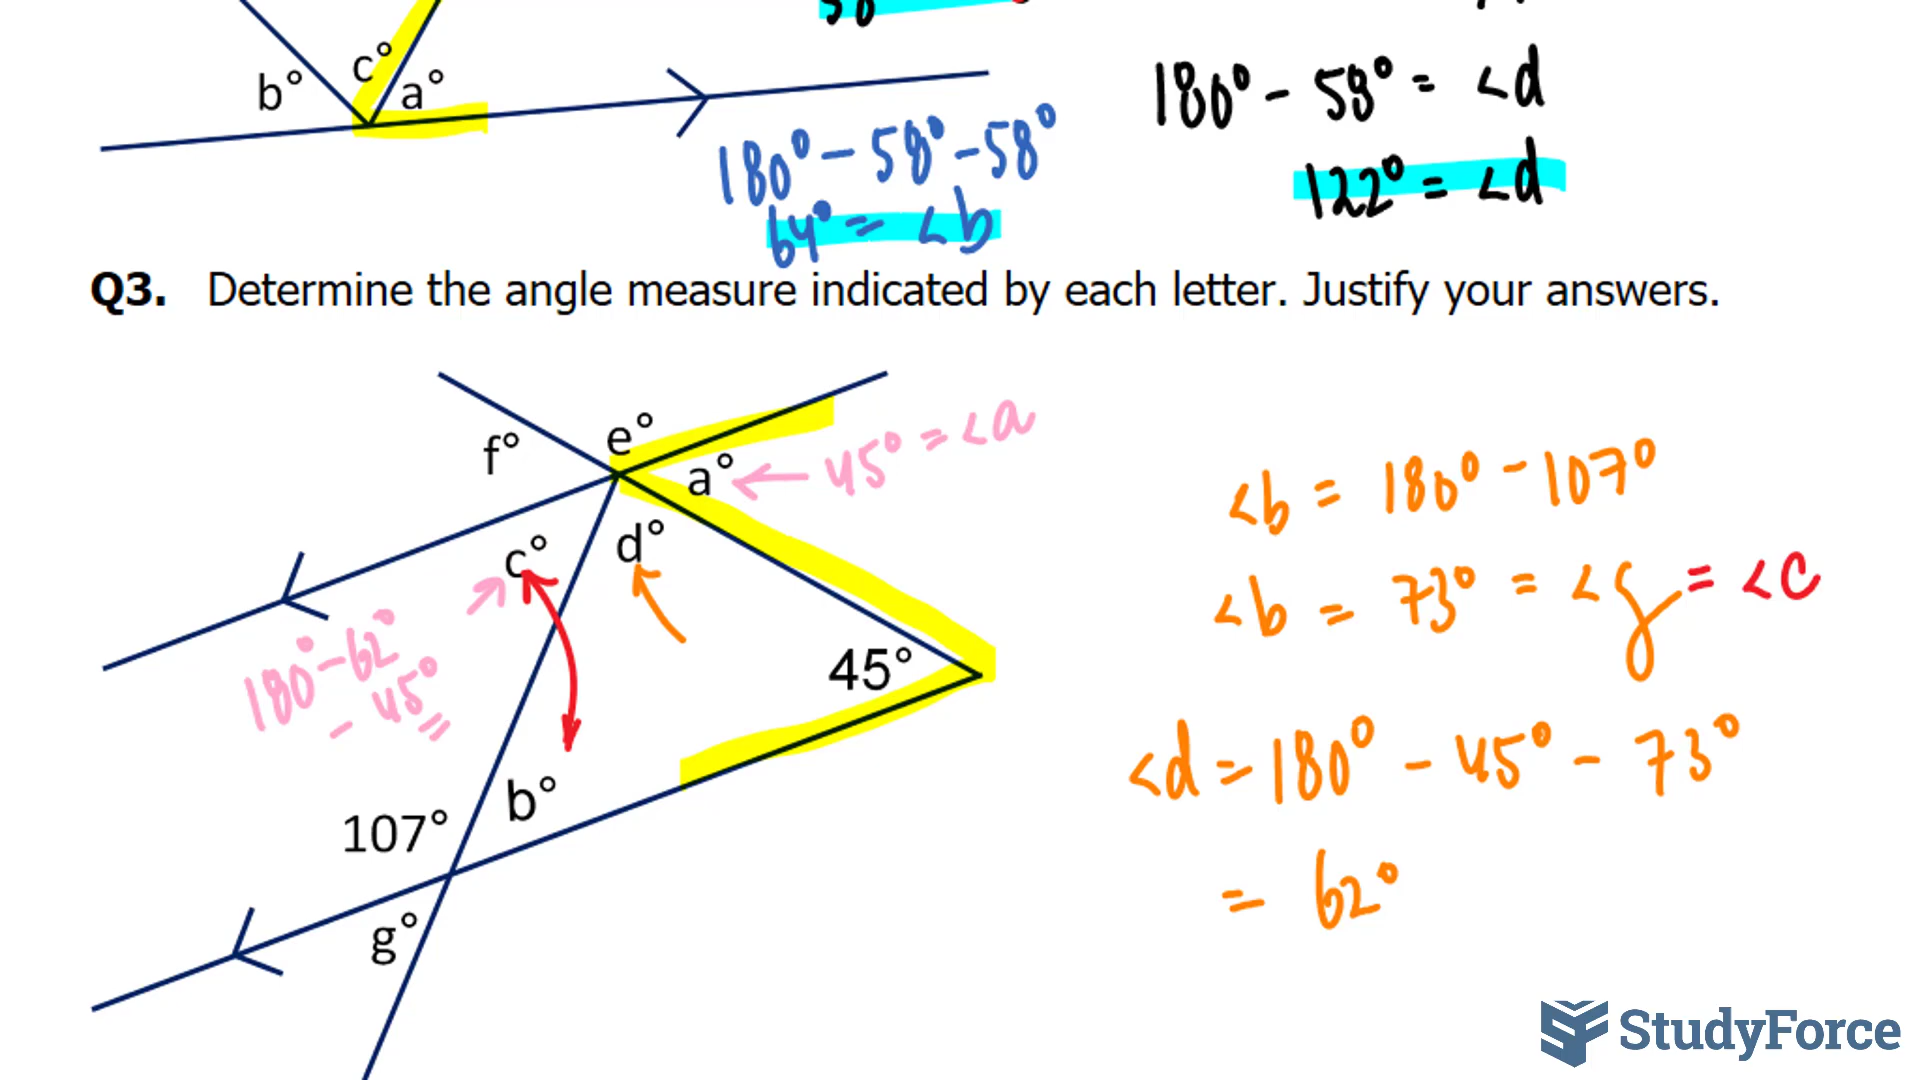 c°
b°
a°
180° - 58° = <d
180° - 58° - 58°
122° = <d
64° = <b
Q3. Determine the angle measure indicated by each letter. Justify your answers.
e°
f°
a° ← 45° = <a
<b = 180° - 107°
c°
d°
<b = 73° = <g = <c
180° - 62°
- 45° =
45°
<d = 180° - 45° - 73°
b°
107°
= 62°
g°
StudyForce